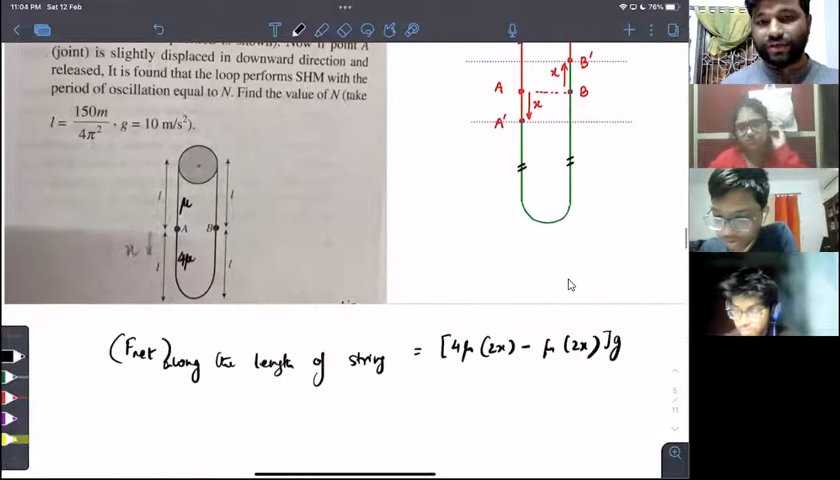 11:04 PM Sat 12 Feb
76%
(joint) is slightly displaced in downward direction and
released, It is found that the loop performs SHM with the
period of oscillation equal to N. Find the value of N (take
l = 150m / 4π² · g = 10 m/s²).
l μ l
A B
l 4μ l
x
B'
x
A B
x
A'
(Fnet) along the length of string = [4μ(2x) - μ(2x)]g
5
/
11